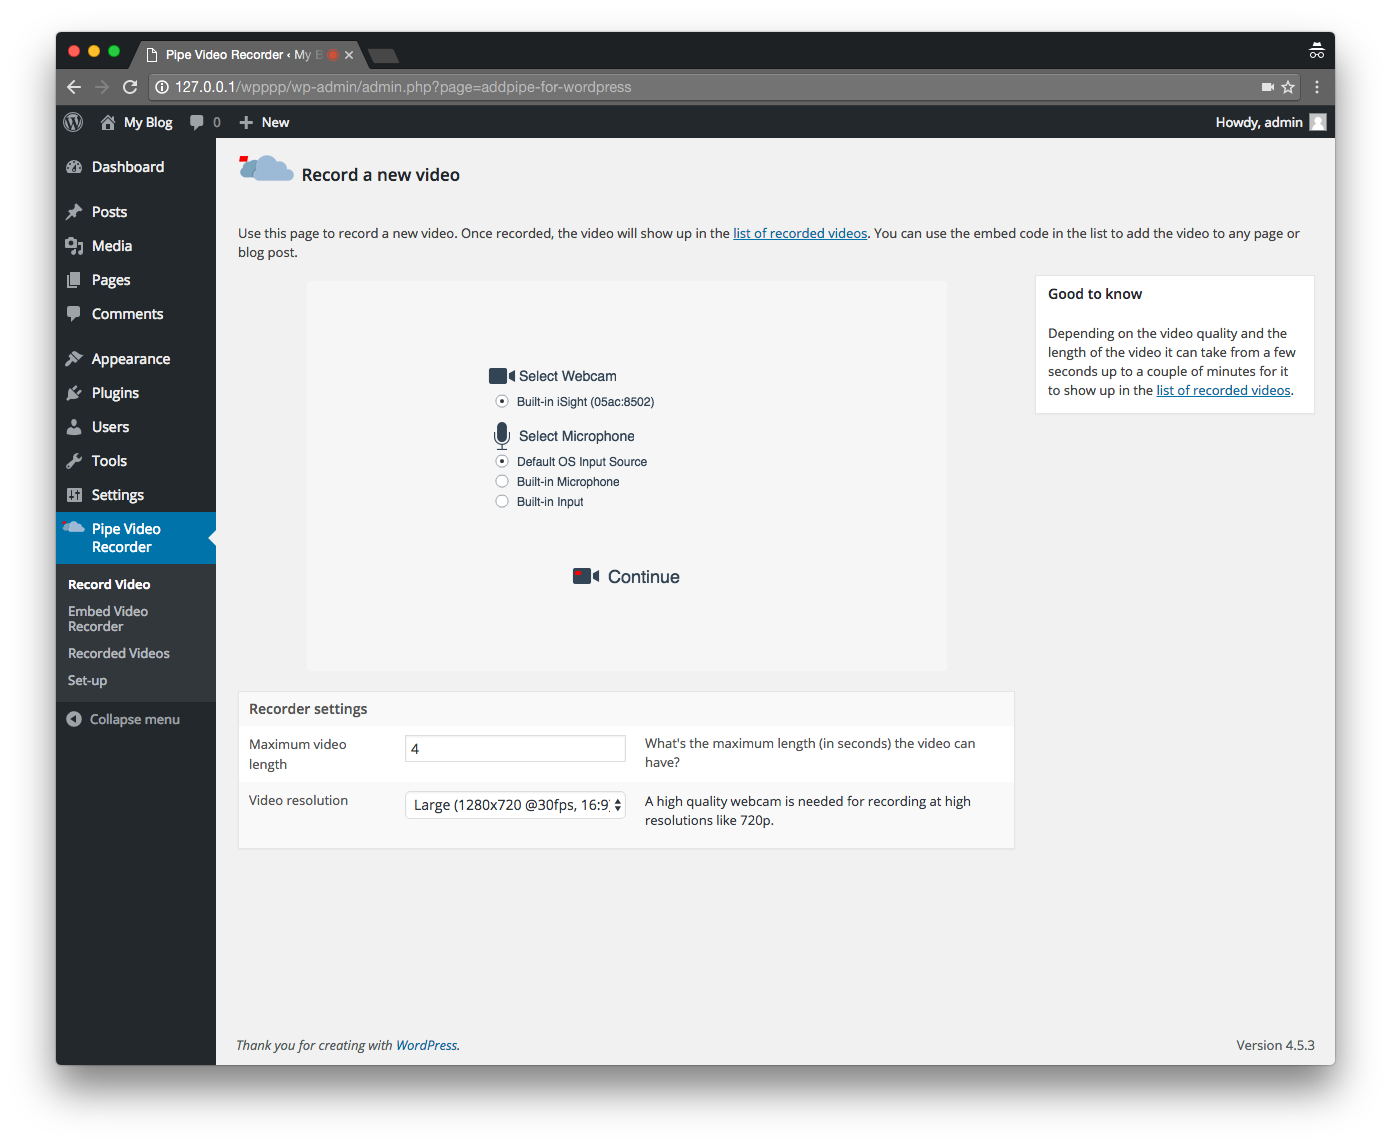 Pipe Video Recorder ‹ My B
127.0.0.1/wpppp/wp-admin/admin.php?page=addpipe-for-wordpress
My Blog 0 New Howdy, admin
Dashboard
Posts
Media
Pages
Comments
Appearance
Plugins
Users
Tools
Settings
Pipe Video
Recorder
Record Video
Embed Video
Recorder
Recorded Videos
Set-up
Collapse menu
Record a new video
Use this page to record a new video. Once recorded, the video will show up in the list of recorded videos. You can use the embed code in the list to add the video to any page or
blog post.
Select Webcam
Built-in iSight (05ac:8502)
Select Microphone
Default OS Input Source
Built-in Microphone
Built-in Input
Continue
Good to know
Depending on the video quality and the
length of the video it can take from a few
seconds up to a couple of minutes for it
to show up in the list of recorded videos.
Recorder settings
Maximum video
length
4
What's the maximum length (in seconds) the video can
have?
Video resolution
Large (1280x720 @30fps, 16:9)
A high quality webcam is needed for recording at high
resolutions like 720p.
Thank you for creating with WordPress.
Version 4.5.3